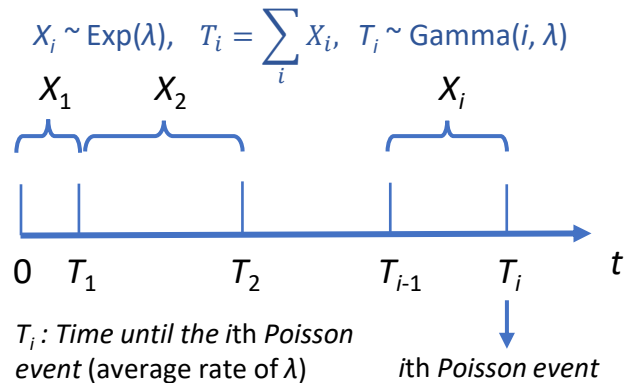 Xᵢ ~ Exp(λ), Tᵢ = ∑ᵢ Xᵢ, Tᵢ ~ Gamma(i, λ)
X₁ X₂ Xᵢ
0 T₁ T₂ Tᵢ₋₁ Tᵢ t
Tᵢ : Time until the ith Poisson
event (average rate of λ)
ith Poisson event